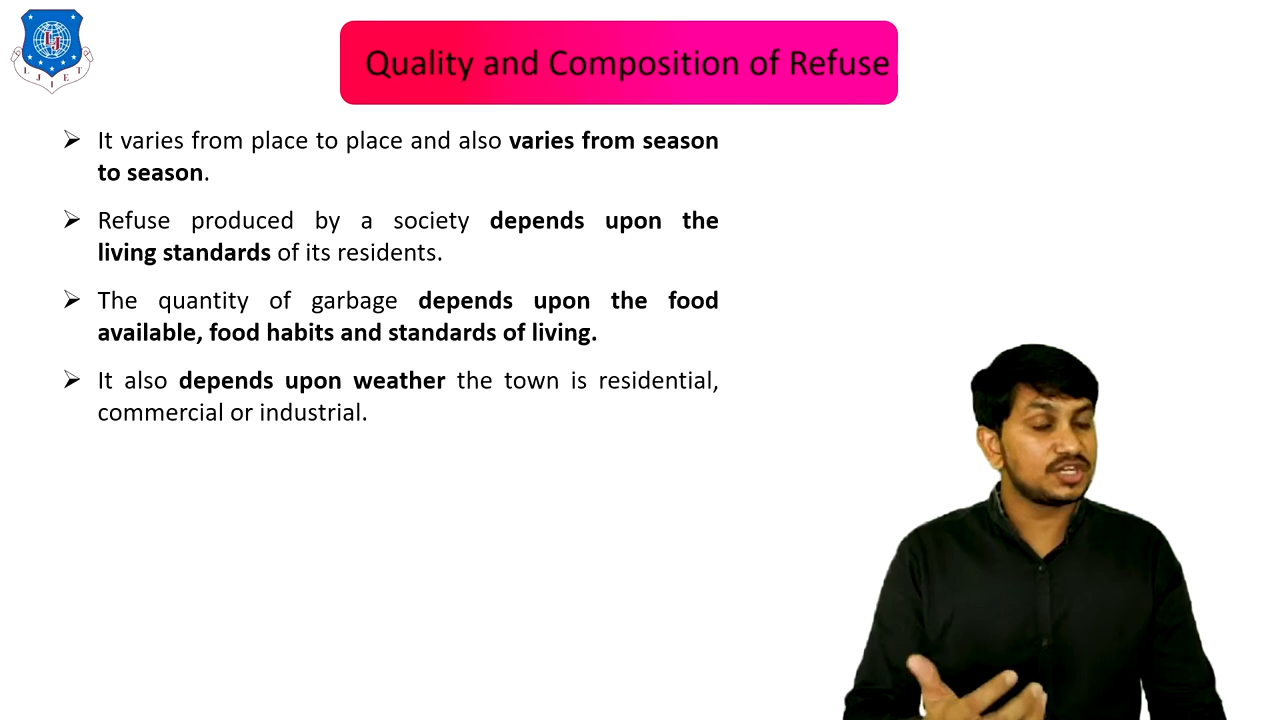 LJIET
Quality and Composition of Refuse
It varies from place to place and also varies from season
to season.
Refuse produced by a society depends upon the
living standards of its residents.
The quantity of garbage depends upon the food
available, food habits and standards of living.
It also depends upon weather the town is residential,
commercial or industrial.